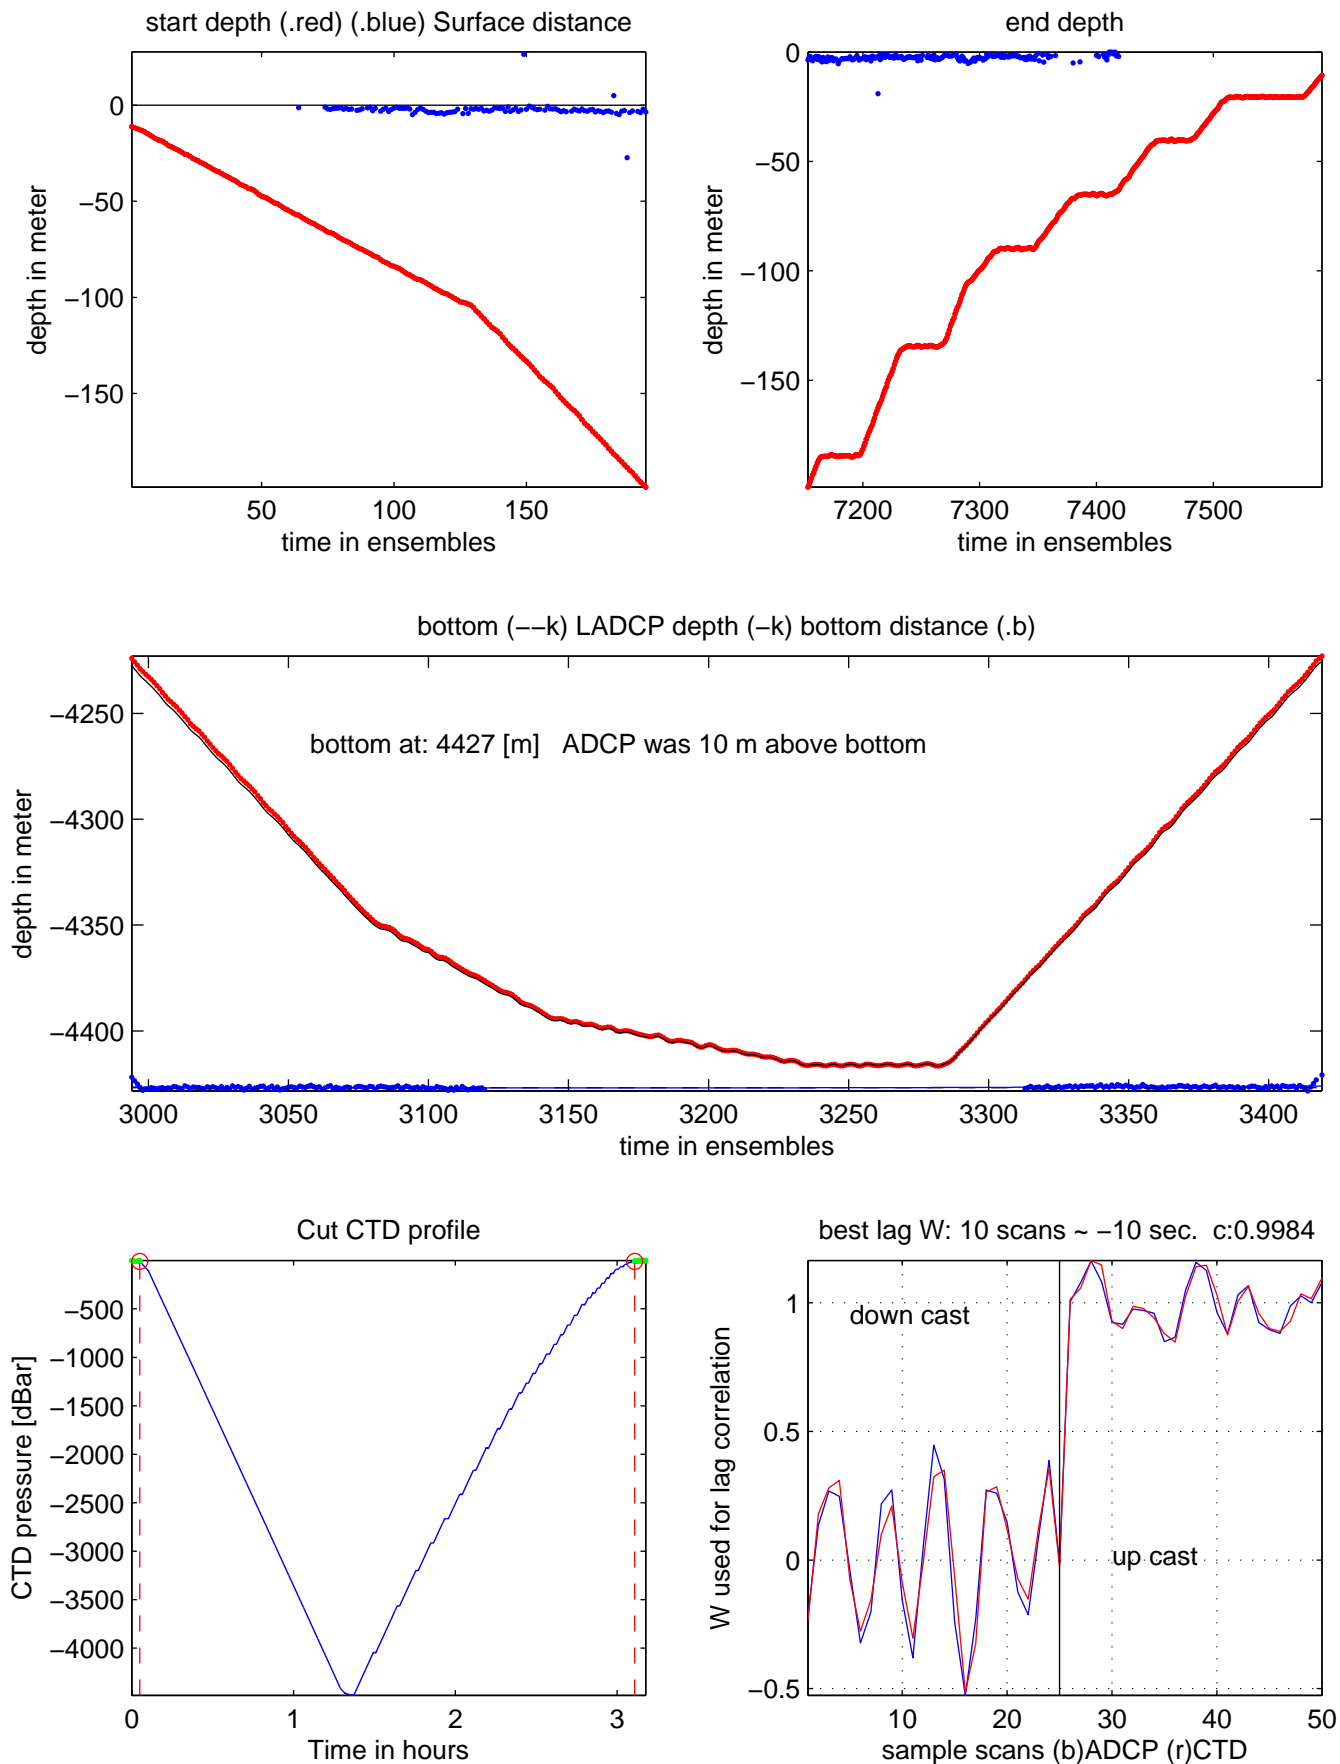 start depth (.red) (.blue) Surface distance
0
−50
−100
−150
depth in meter
50 100 150
time in ensembles
end depth
0
−50
−100
−150
depth in meter
7200 7300 7400 7500
time in ensembles
bottom (−−k) LADCP depth (−k) bottom distance (.b)
−4250
−4300
−4350
−4400
depth in meter
bottom at: 4427 [m] ADCP was 10 m above bottom
3000 3050 3100 3150 3200 3250 3300 3350 3400
time in ensembles
Cut CTD profile
−500
−1000
−1500
−2000
−2500
−3000
−3500
−4000
CTD pressure [dBar]
0 1 2 3
Time in hours
best lag W: 10 scans ~ −10 sec. c:0.9984
1
0.5
0
−0.5
W used for lag correlation
down cast
up cast
10 20 30 40 50
sample scans (b)ADCP (r)CTD